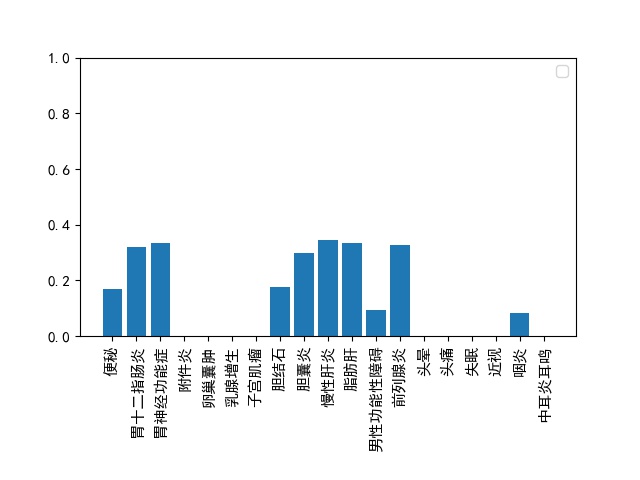 1.0
0.8
0.6
0.4
0.2
0.0
便秘
胃十二指肠炎
胃神经功能症
附件炎
卵巢囊肿
乳腺增生
子宫肌瘤
胆结石
胆囊炎
慢性肝炎
脂肪肝
男性功能性障碍
前列腺炎
头晕
头痛
失眠
近视
咽炎
中耳炎耳鸣